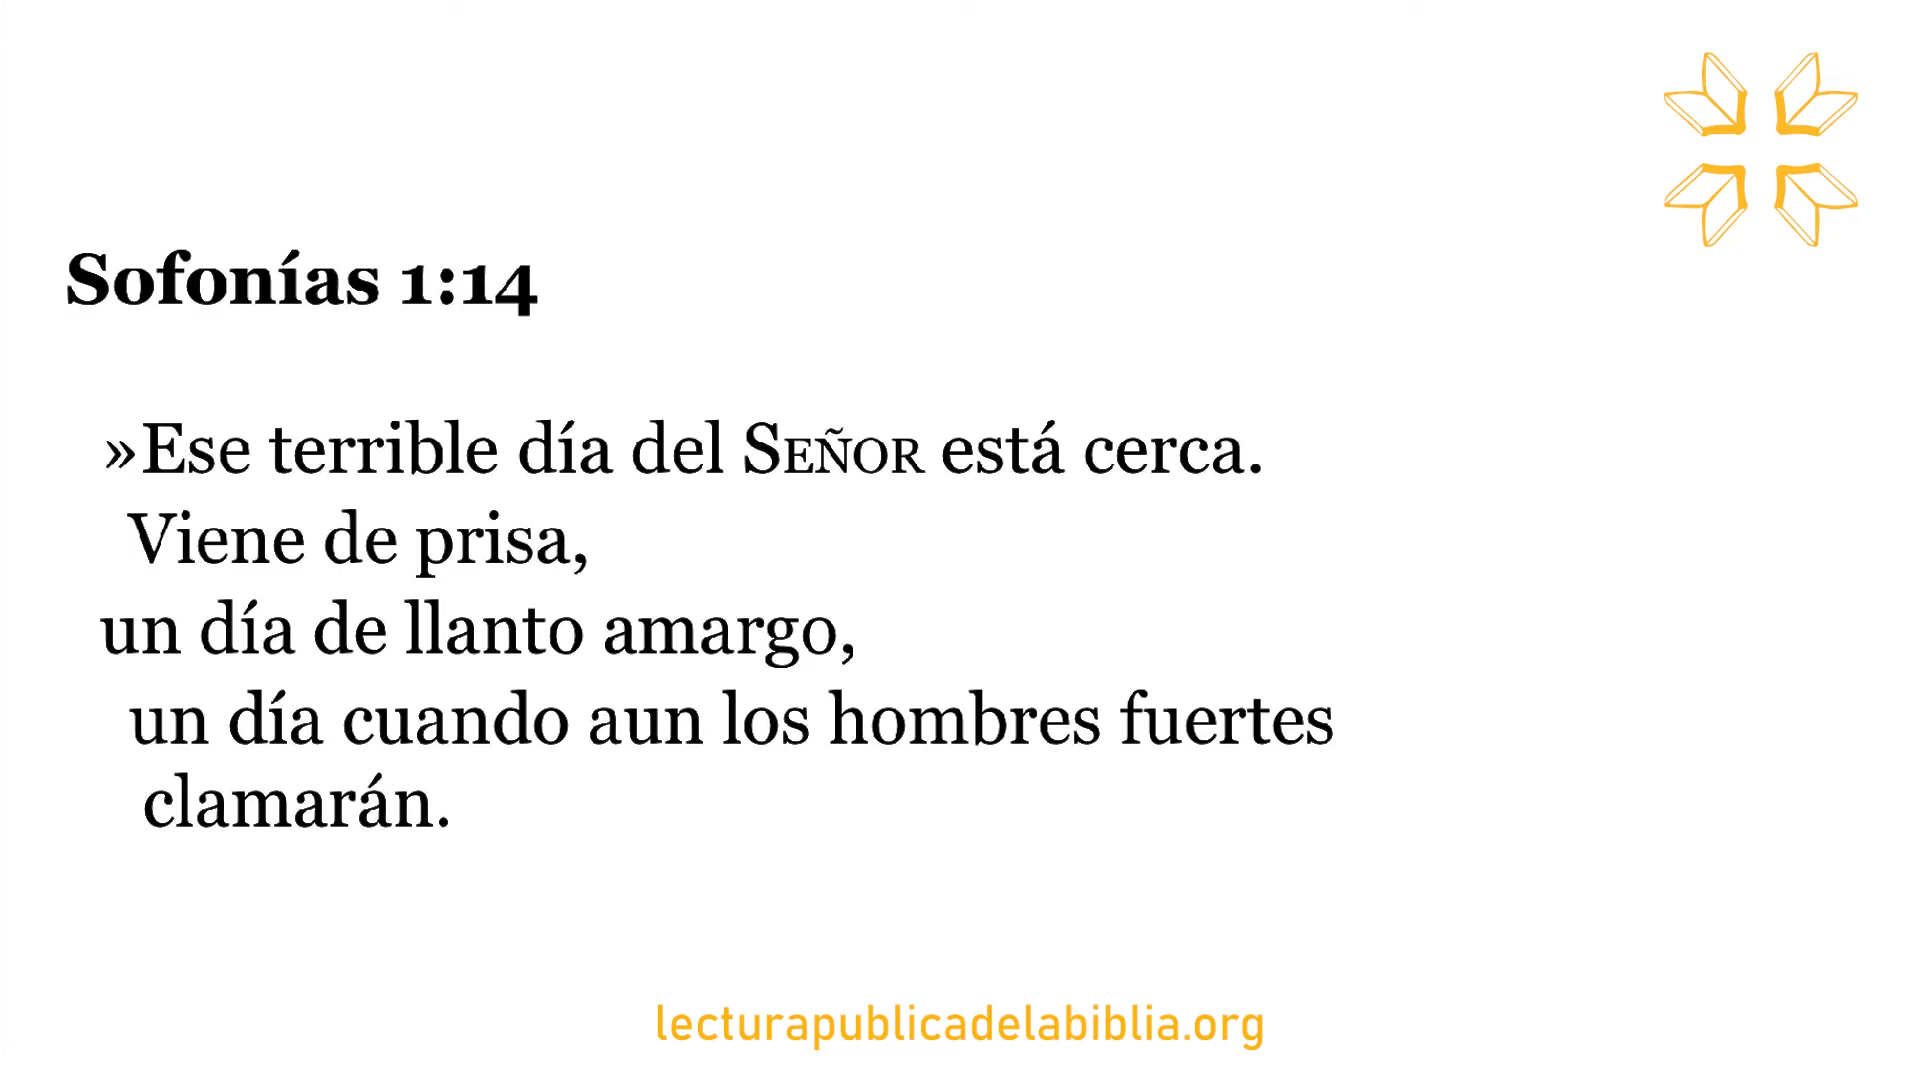 Sofonías 1:14
»Ese terrible día del SEÑOR está cerca.
Viene de prisa,
un día de llanto amargo,
un día cuando aun los hombres fuertes
clamarán.
lecturapublicadelabiblia.org